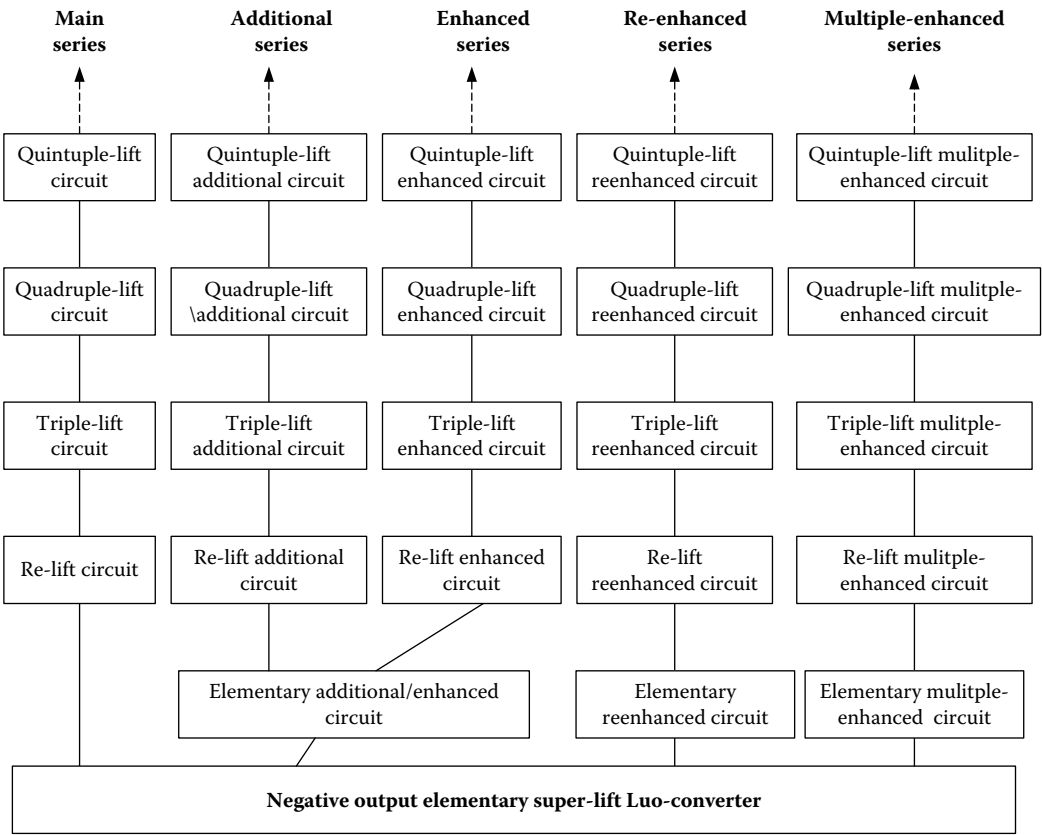 Main
series
Additional
series
Enhanced
series
Re-enhanced
series
Multiple-enhanced
series
Quintuple-lift
circuit
Quintuple-lift
additional circuit
Quintuple-lift
enhanced circuit
Quintuple-lift
reenhanced circuit
Quintuple-lift mulitple-
enhanced circuit
Quadruple-lift
circuit
Quadruple-lift
\additional circuit
Quadruple-lift
enhanced circuit
Quadruple-lift
reenhanced circuit
Quadruple-lift mulitple-
enhanced circuit
Triple-lift
circuit
Triple-lift
additional circuit
Triple-lift
enhanced circuit
Triple-lift
reenhanced circuit
Triple-lift mulitple-
enhanced circuit
Re-lift circuit
Re-lift additional
circuit
Re-lift enhanced
circuit
Re-lift
reenhanced circuit
Re-lift mulitple-
enhanced circuit
Elementary additional/enhanced
circuit
Elementary
reenhanced circuit
Elementary mulitple-
enhanced circuit
Negative output elementary super-lift Luo-converter